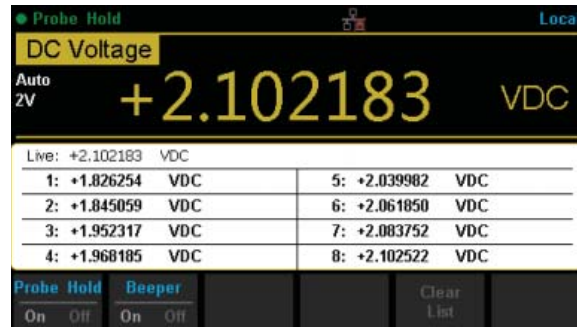 Probe Hold Loca
DC Voltage
Auto
2V
+2.102183 VDC
Live: +2.102183 VDC
1: +1.826254 VDC 5: +2.039982 VDC
2: +1.845059 VDC 6: +2.061850 VDC
3: +1.952317 VDC 7: +2.083752 VDC
4: +1.968185 VDC 8: +2.102522 VDC
Probe Hold Beeper Clear
On Off On Off List